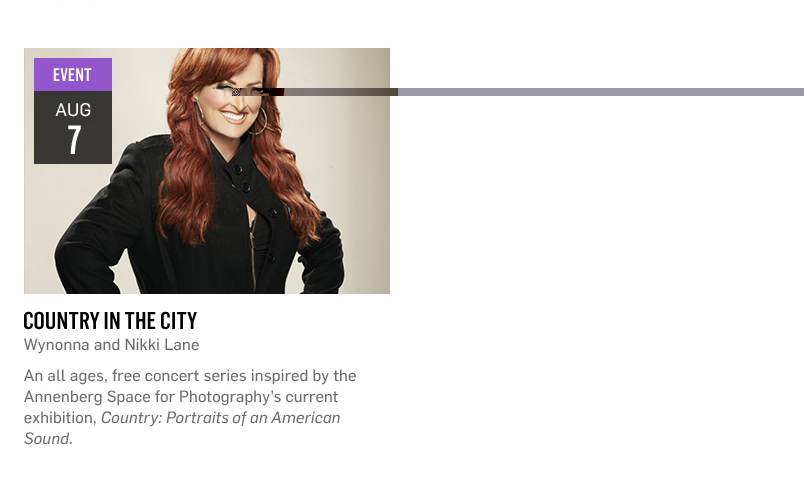 EVENT
AUG
7
COUNTRY IN THE CITY
Wynonna and Nikki Lane
An all ages, free concert series inspired by the
Annenberg Space for Photography's current
exhibition, Country: Portraits of an American
Sound.